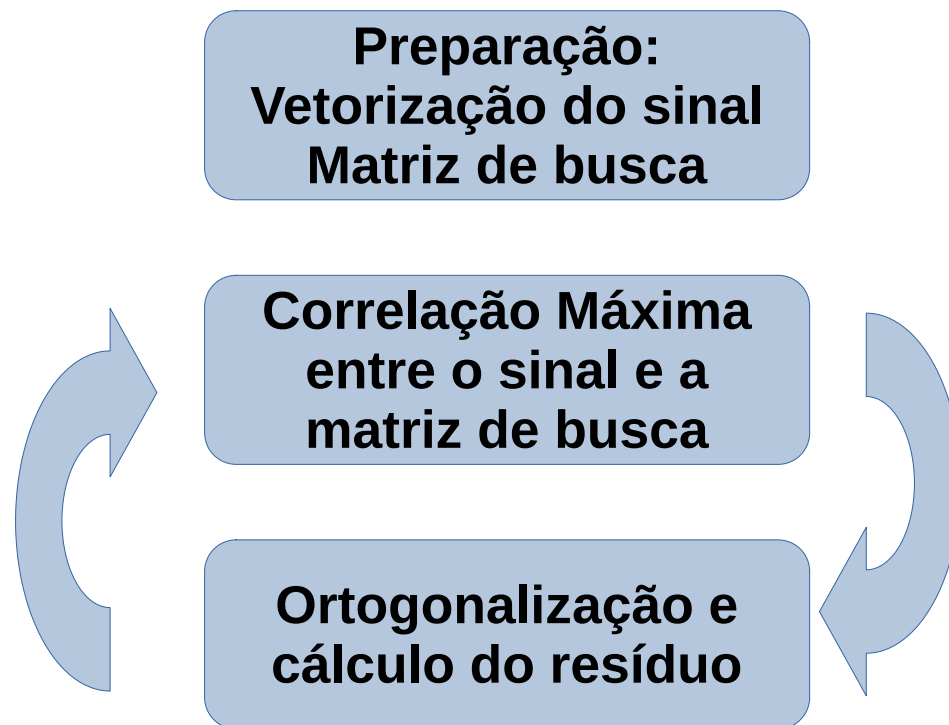 Preparação:
Vetorização do sinal
Matriz de busca
Correlação Máxima
entre o sinal e a
matriz de busca
Ortogonalização e
cálculo do resíduo